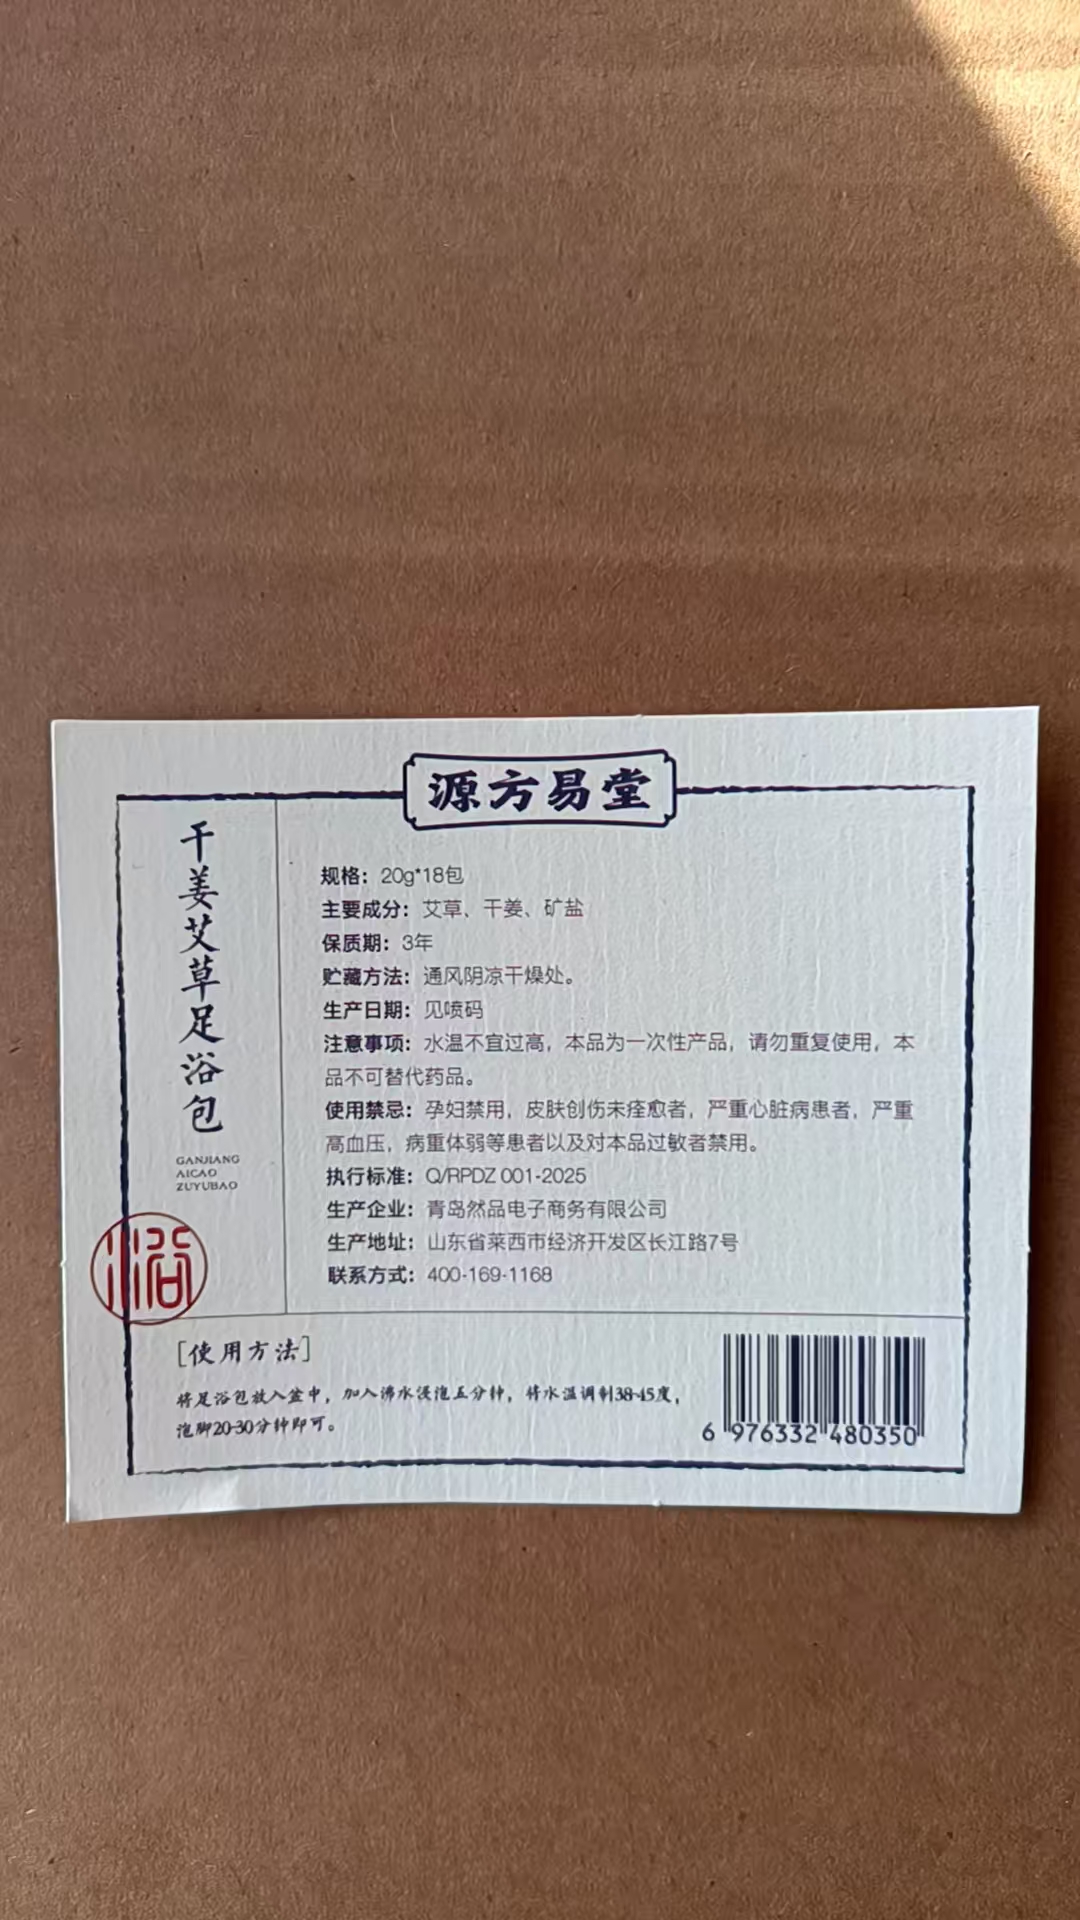 源方易堂
干姜艾草足浴包
GANJIANG
AICAO
ZUYUBAO
浴
规格：20g*18包
主要成分：艾草、干姜、矿盐
保质期：3年
贮藏方法：通风阴凉干燥处。
生产日期：见喷码
注意事项：水温不宜过高，本品为一次性产品，请勿重复使用，本
品不可替代药品。
使用禁忌：孕妇禁用，皮肤创伤未痊愈者，严重心脏病患者，严重
高血压，病重体弱等患者以及对本品过敏者禁用。
执行标准：Q/RPDZ 001-2025
生产企业：青岛然品电子商务有限公司
生产地址：山东省莱西市经济开发区长江路7号
联系方式：400-169-1168
[使用方法]
将足浴包放入盆中，加入沸水浸泡五分钟，将水温调制38-45度，
泡脚20-30分钟即可。
6 976332 480350